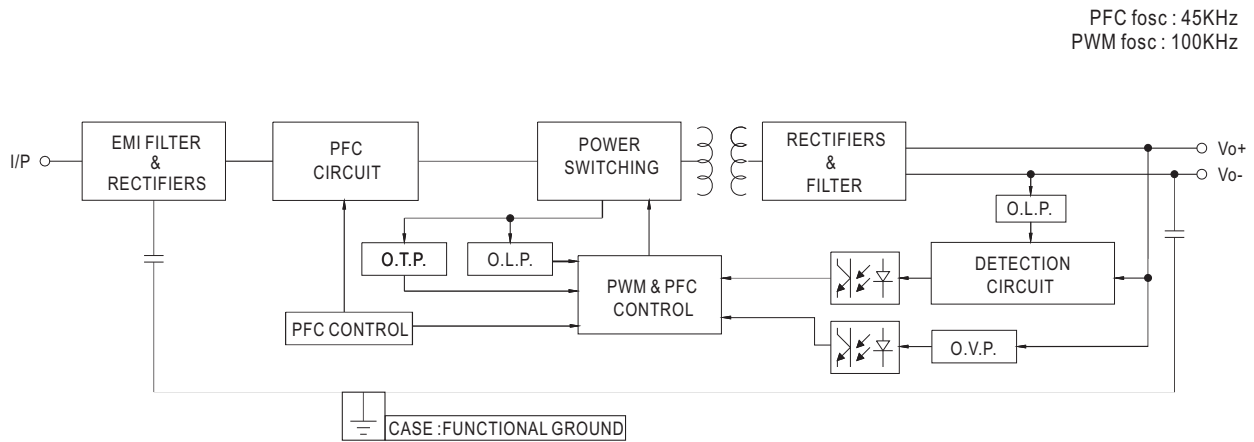 PFC fosc : 45KHz
PWM fosc : 100KHz
I/P
EMI FILTER
&
RECTIFIERS
PFC
CIRCUIT
POWER
SWITCHING
RECTIFIERS
&
FILTER
Vo+
Vo-
O.L.P.
O.T.P.
O.L.P.
PWM & PFC
CONTROL
DETECTION
CIRCUIT
PFC CONTROL
O.V.P.
CASE :FUNCTIONAL GROUND